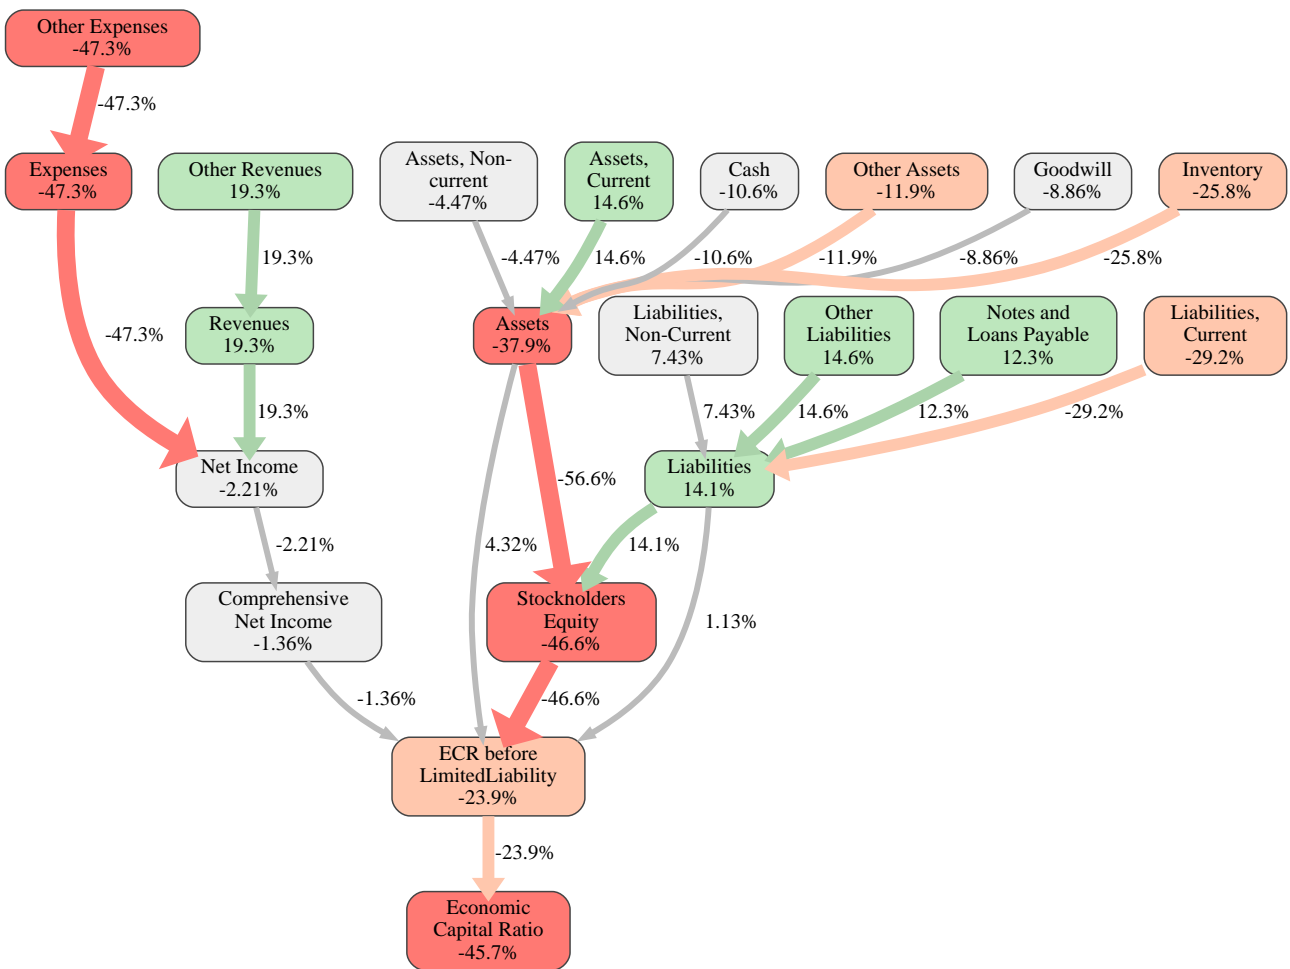 Other Expenses
-47.3%
-47.3%
Expenses
-47.3%
Other Revenues
19.3%
Assets, Non-
current
-4.47%
Assets,
Current
14.6%
Cash
-10.6%
Other Assets
-11.9%
Goodwill
-8.86%
Inventory
-25.8%
19.3%
-4.47%
14.6%
-10.6%
-11.9%
-8.86%
-25.8%
-47.3%
Revenues
19.3%
Assets
-37.9%
Liabilities,
Non-Current
7.43%
Other
Liabilities
14.6%
Notes and
Loans Payable
12.3%
Liabilities,
Current
-29.2%
19.3%
7.43%
14.6%
12.3%
-29.2%
Net Income
-2.21%
-56.6%
Liabilities
14.1%
-2.21%
4.32%
14.1%
Comprehensive
Net Income
-1.36%
Stockholders
Equity
-46.6%
1.13%
-1.36%
-46.6%
ECR before
LimitedLiability
-23.9%
-23.9%
Economic
Capital Ratio
-45.7%